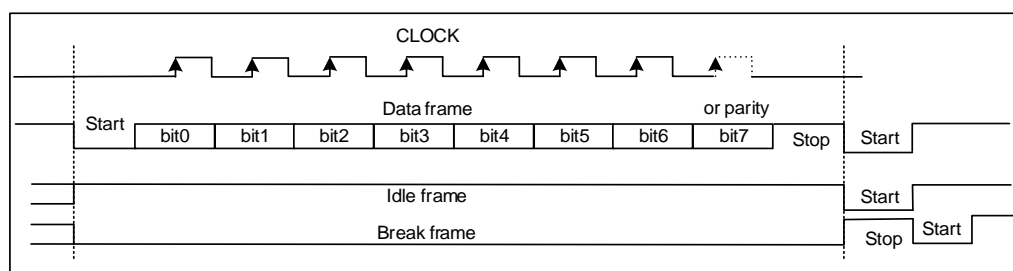 CLOCK
Data frame or parity
Start bit0 bit1 bit2 bit3 bit4 bit5 bit6 bit7 Stop Start
Idle frame Start
Break frame Stop Start